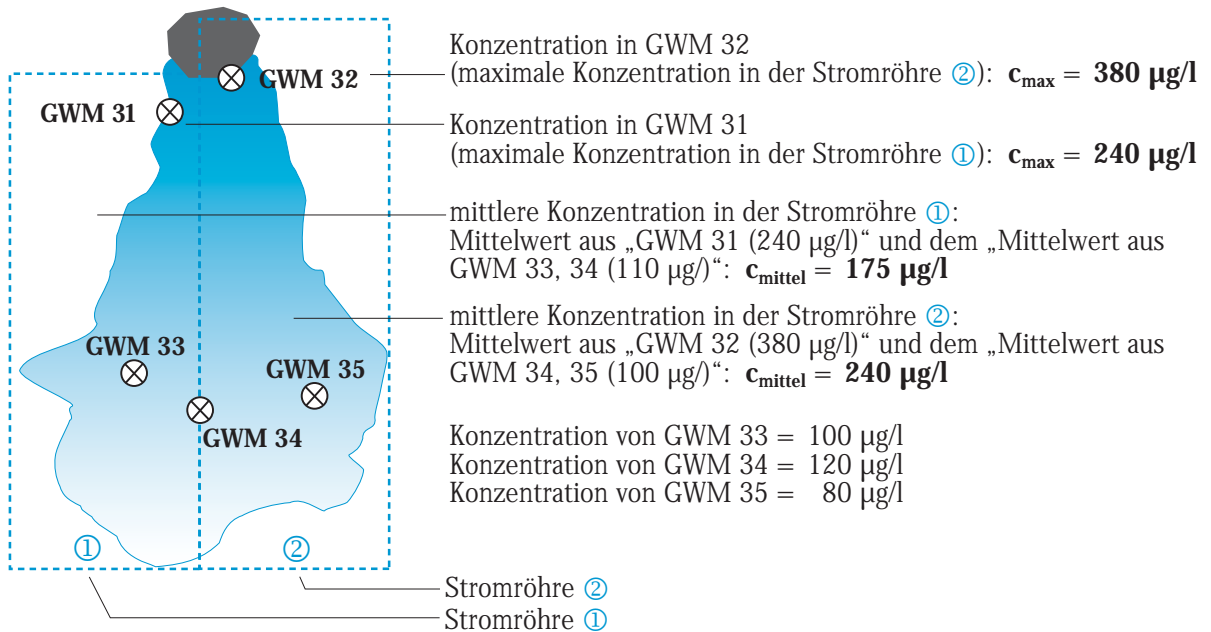 Konzentration in GWM 32
(maximale Konzentration in der Stromröhre ②): cmax = 380 µg/l
GWM 32
GWM 31
Konzentration in GWM 31
(maximale Konzentration in der Stromröhre ①): cmax = 240 µg/l
mittlere Konzentration in der Stromröhre ①:
Mittelwert aus „GWM 31 (240 µg/l)“ und dem „Mittelwert aus
GWM 33, 34 (110 µg/)“: cmittel = 175 µg/l
mittlere Konzentration in der Stromröhre ②:
Mittelwert aus „GWM 32 (380 µg/l)“ und dem „Mittelwert aus
GWM 34, 35 (100 µg/)“: cmittel = 240 µg/l
GWM 33
GWM 35
GWM 34
Konzentration von GWM 33 = 100 µg/l
Konzentration von GWM 34 = 120 µg/l
Konzentration von GWM 35 = 80 µg/l
① ②
Stromröhre ②
Stromröhre ①